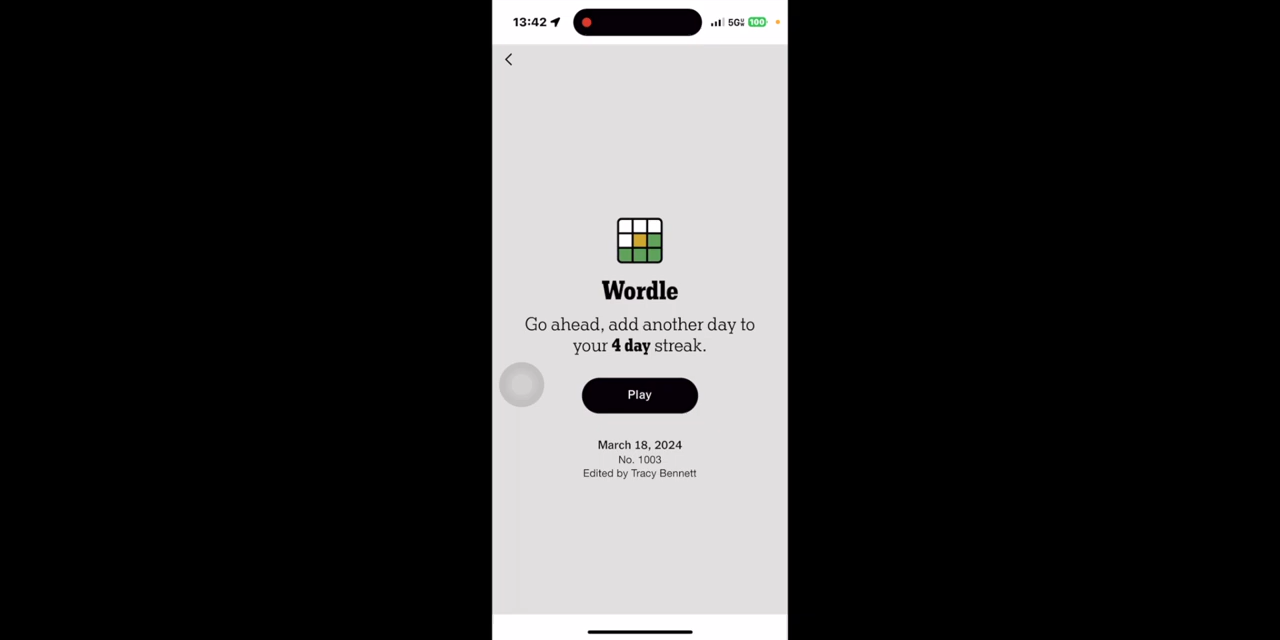 13:42
5G 100
Wordle
Go ahead, add another day to
your 4 day streak.
Play
March 18, 2024
No. 1003
Edited by Tracy Bennett